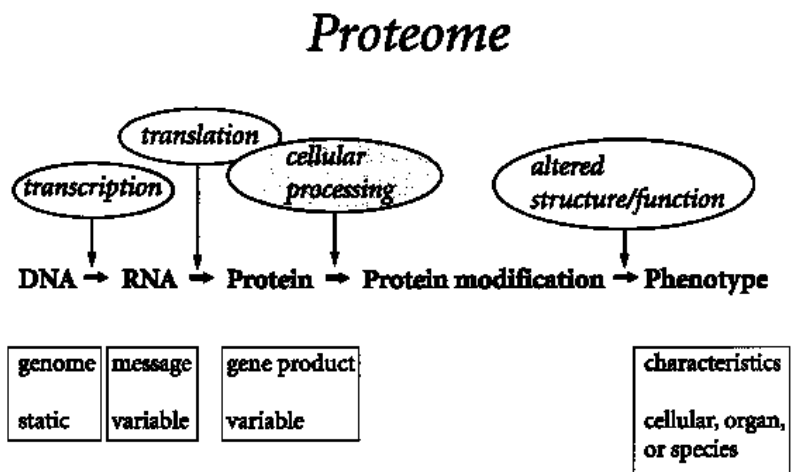 Proteome
translation
cellular
processing
altered
structure/function
transcription
DNA → RNA → Protein → Protein modification → Phenotype
genome
static
message
variable
gene product
variable
characteristics
cellular, organ,
or species